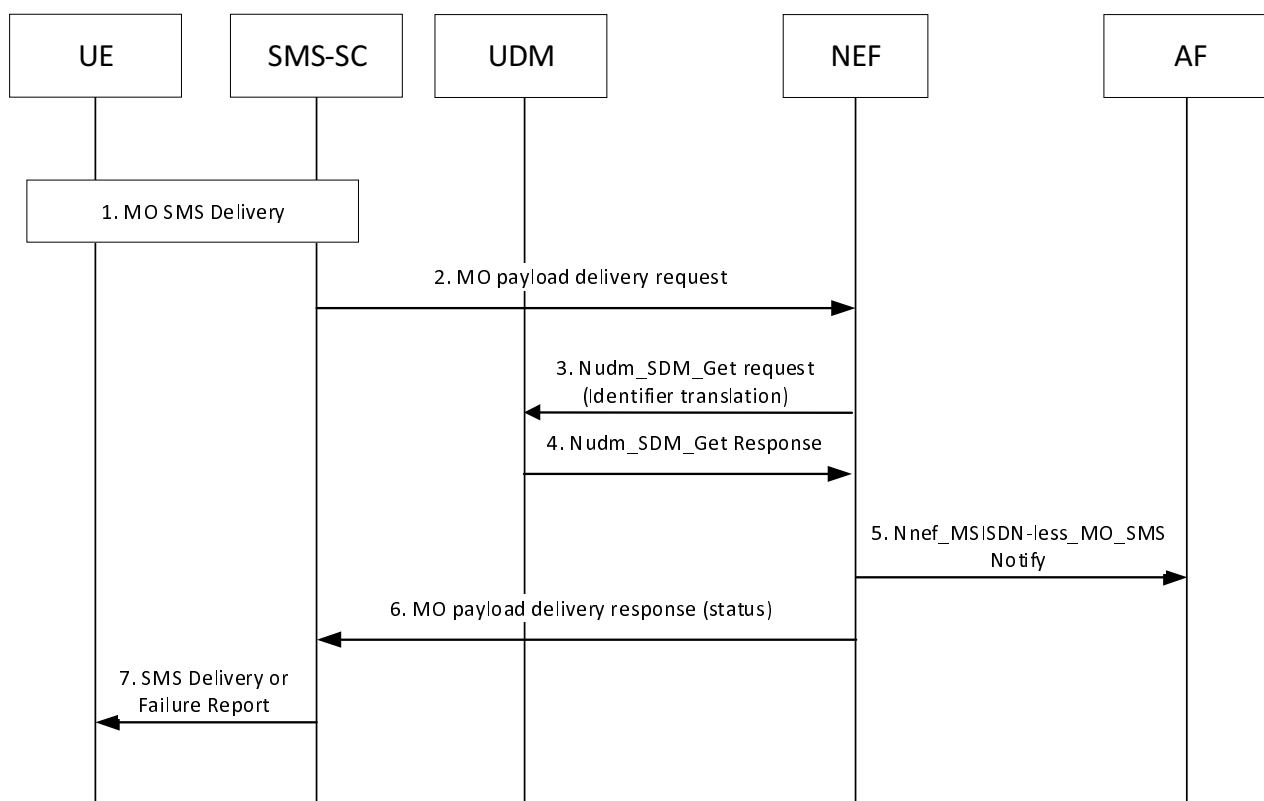 UE
SMS-SC
UDM
NEF
AF
1. MO SMS Delivery
2. MO payload delivery request
3. Nudm_SDM_Get request
(Identifier translation)
4. Nudm_SDM_Get Response
5. Nnef_MSISDN-less_MO_SMS
Notify
6. MO payload delivery response (status)
7. SMS Delivery or
Failure Report